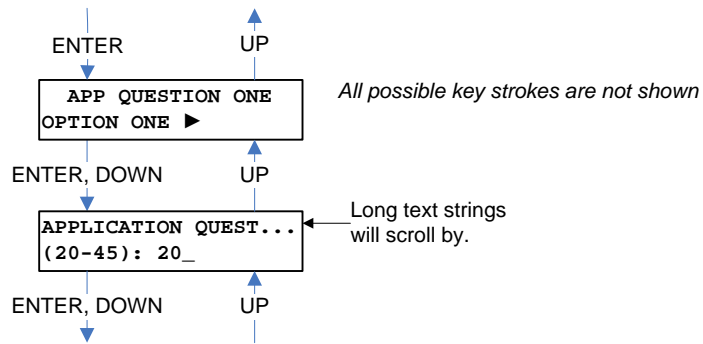 ENTER UP
APP QUESTION ONE
OPTION ONE ►
All possible key strokes are not shown
ENTER, DOWN UP
APPLICATION QUEST...
(20-45): 20_
Long text strings
will scroll by.
ENTER, DOWN UP